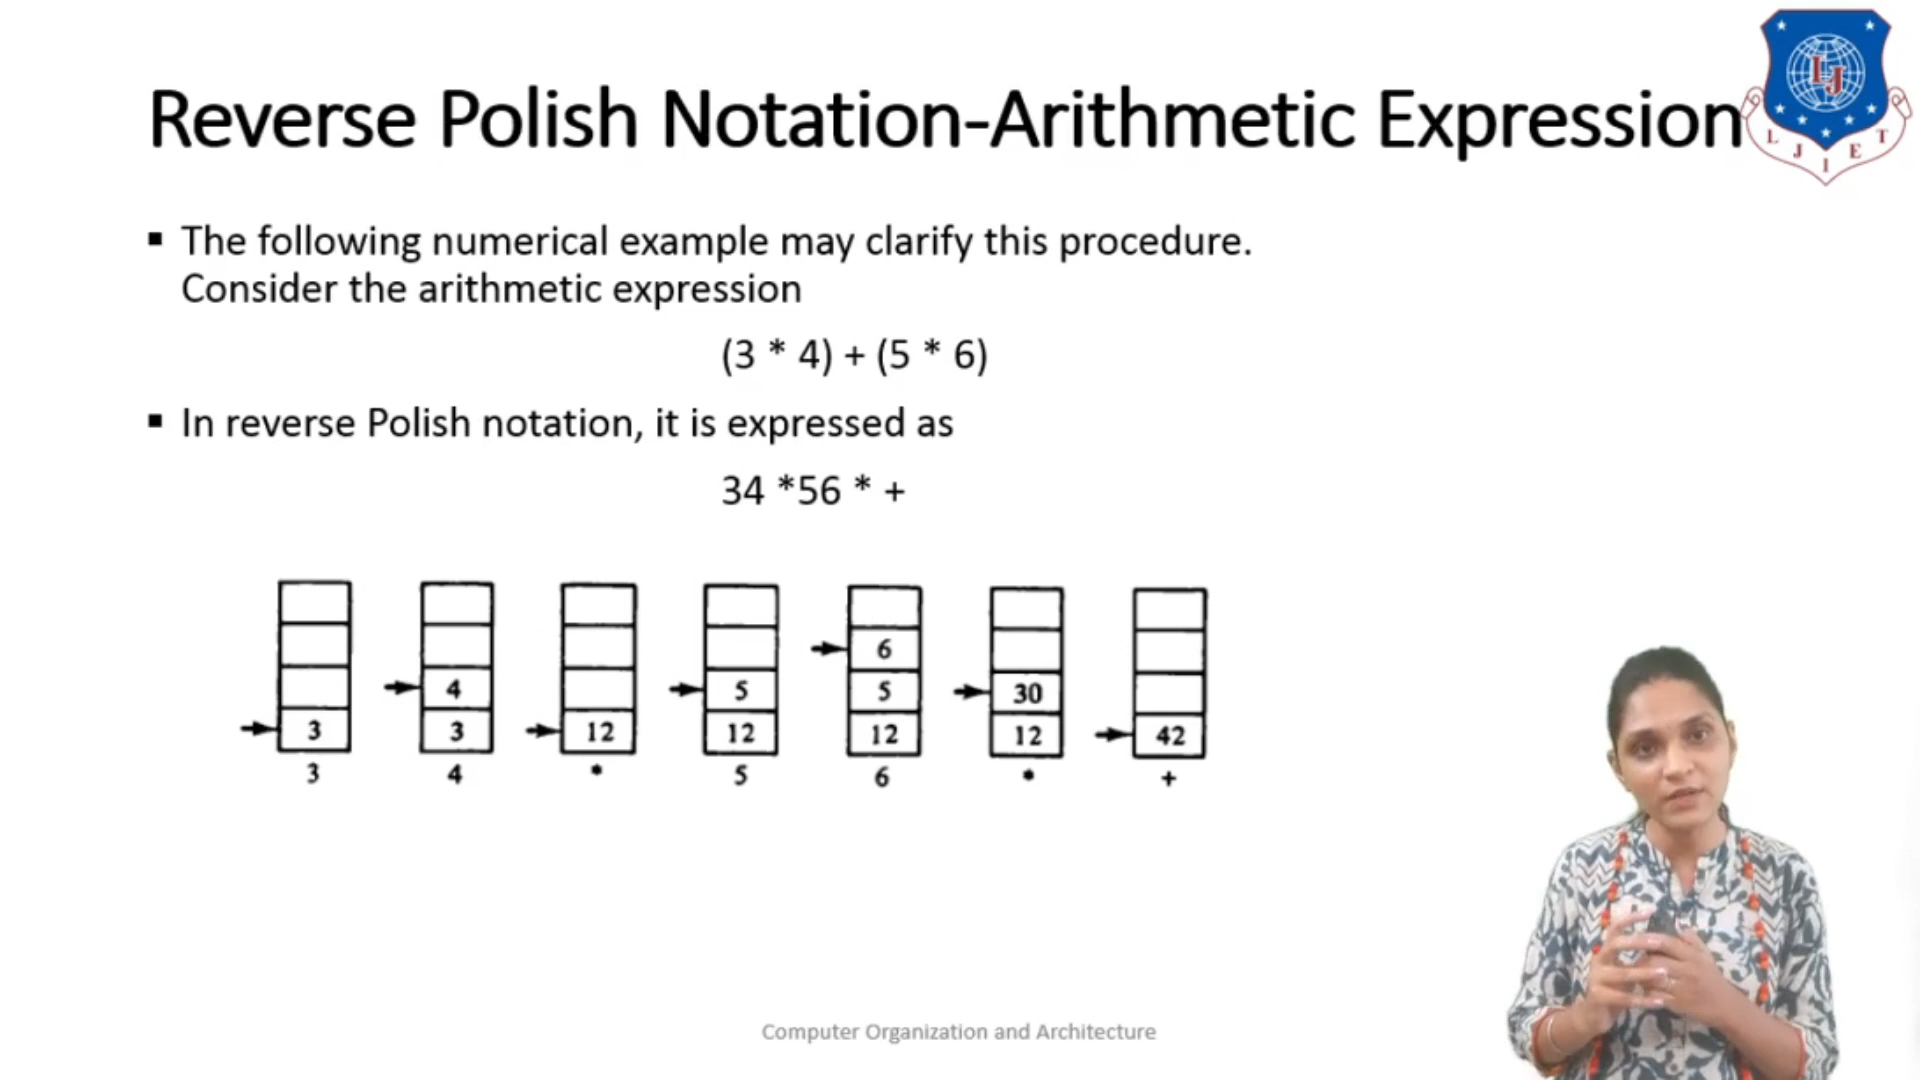 Reverse Polish Notation-Arithmetic Expression
LJ
L J I E T
▪ The following numerical example may clarify this procedure.
Consider the arithmetic expression
(3 * 4) + (5 * 6)
▪ In reverse Polish notation, it is expressed as
34 *56 * +
6
4 5 5 30
3 3 12 12 12 12 42
3 4 * 5 6 * +
Computer Organization and Architecture